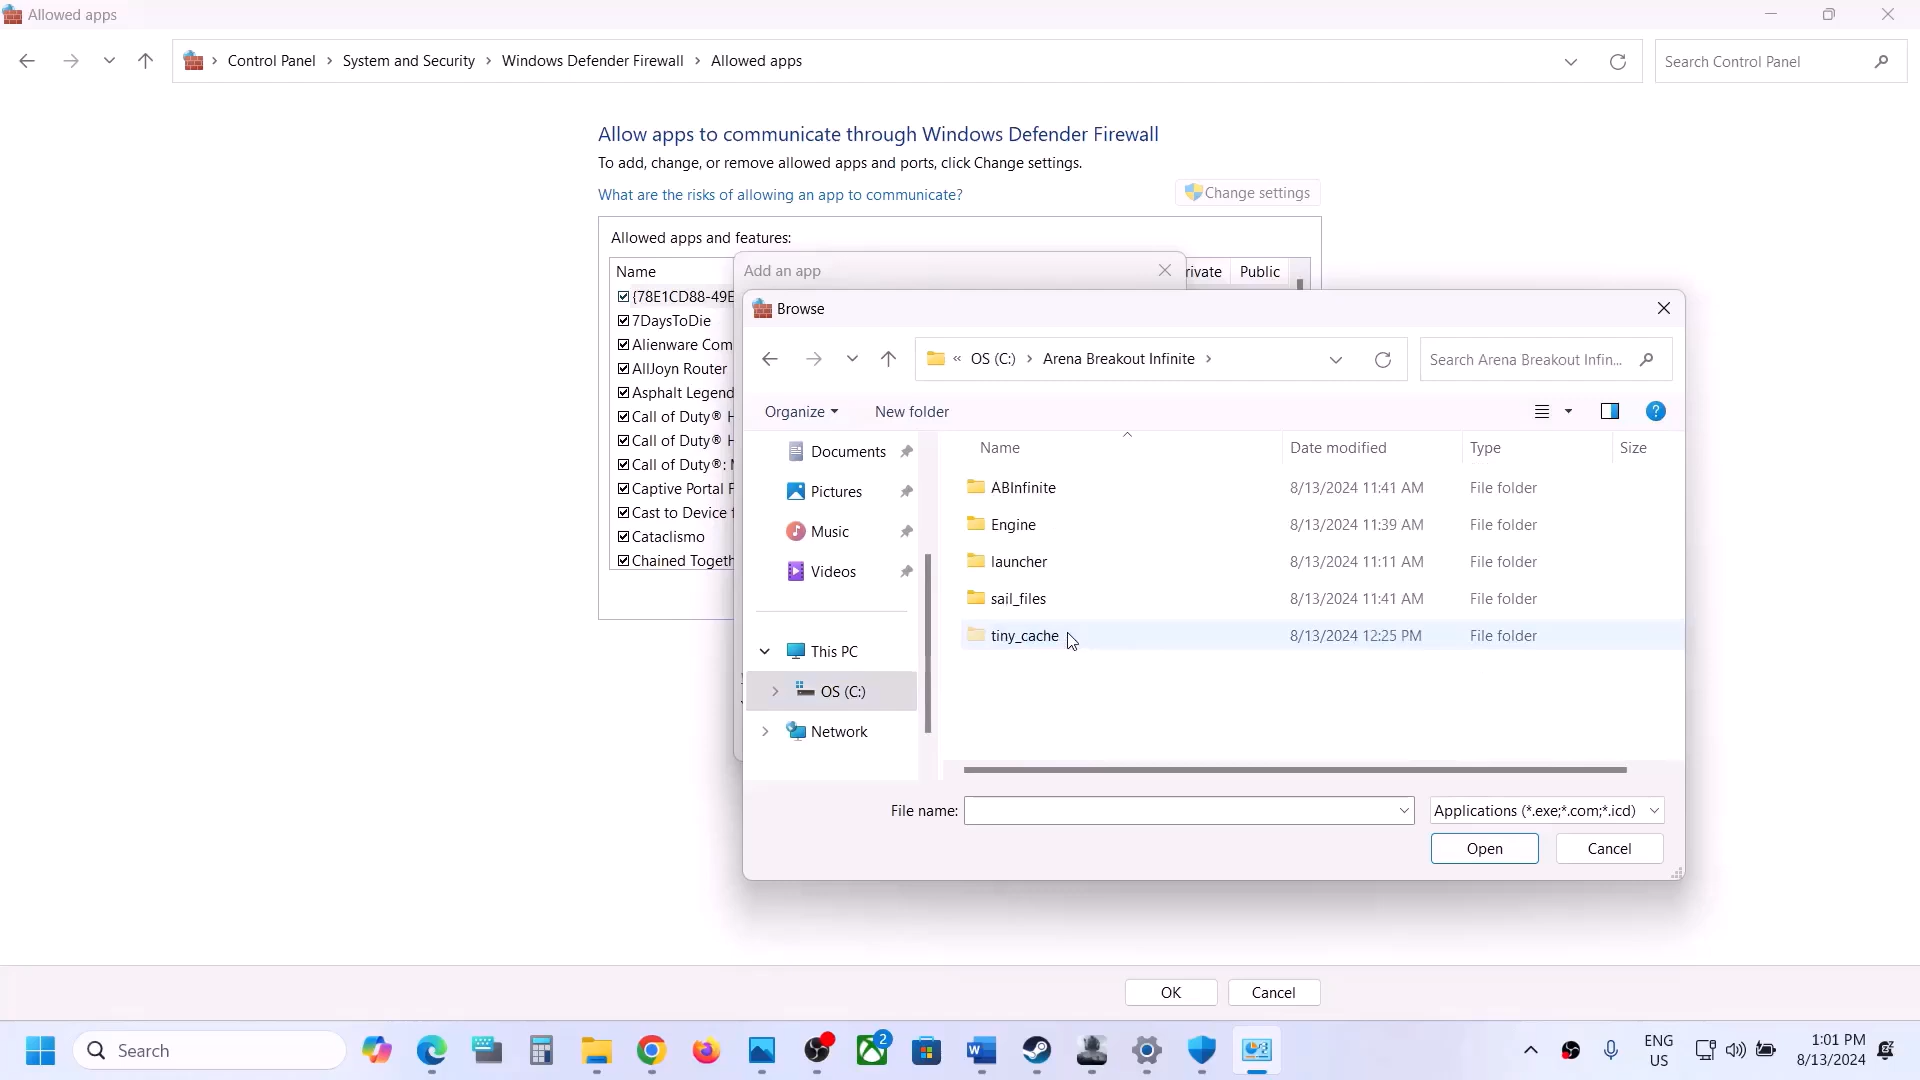 Allowed apps
Control Panel > System and Security > Windows Defender Firewall > Allowed apps
Search Control Panel
Allow apps to communicate through Windows Defender Firewall
To add, change, or remove allowed apps and ports, click Change settings.
What are the risks of allowing an app to communicate?
Change settings
Allowed apps and features:
Name
rivate
Public
{78E1CD88-49E
7DaysToDie
Alienware Com
AllJoyn Router
Asphalt Legend
Call of Duty® H
Call of Duty® H
Call of Duty®: M
Captive Portal F
Cast to Device f
Cataclismo
Chained Togeth
Add an app
Browse
« OS (C:) > Arena Breakout Infinite >
Search Arena Breakout Infin...
Organize
New folder
Documents
Pictures
Music
Videos
This PC
OS (C:)
Network
Name Date modified Type Size
ABInfinite 8/13/2024 11:41 AM File folder
Engine 8/13/2024 11:39 AM File folder
launcher 8/13/2024 11:11 AM File folder
sail_files 8/13/2024 11:41 AM File folder
tiny_cache 8/13/2024 12:25 PM File folder
File name:
Applications (*.exe;*.com;*.icd)
Open
Cancel
OK
Cancel
Search
2
ENG
US
1:01 PM
8/13/2024